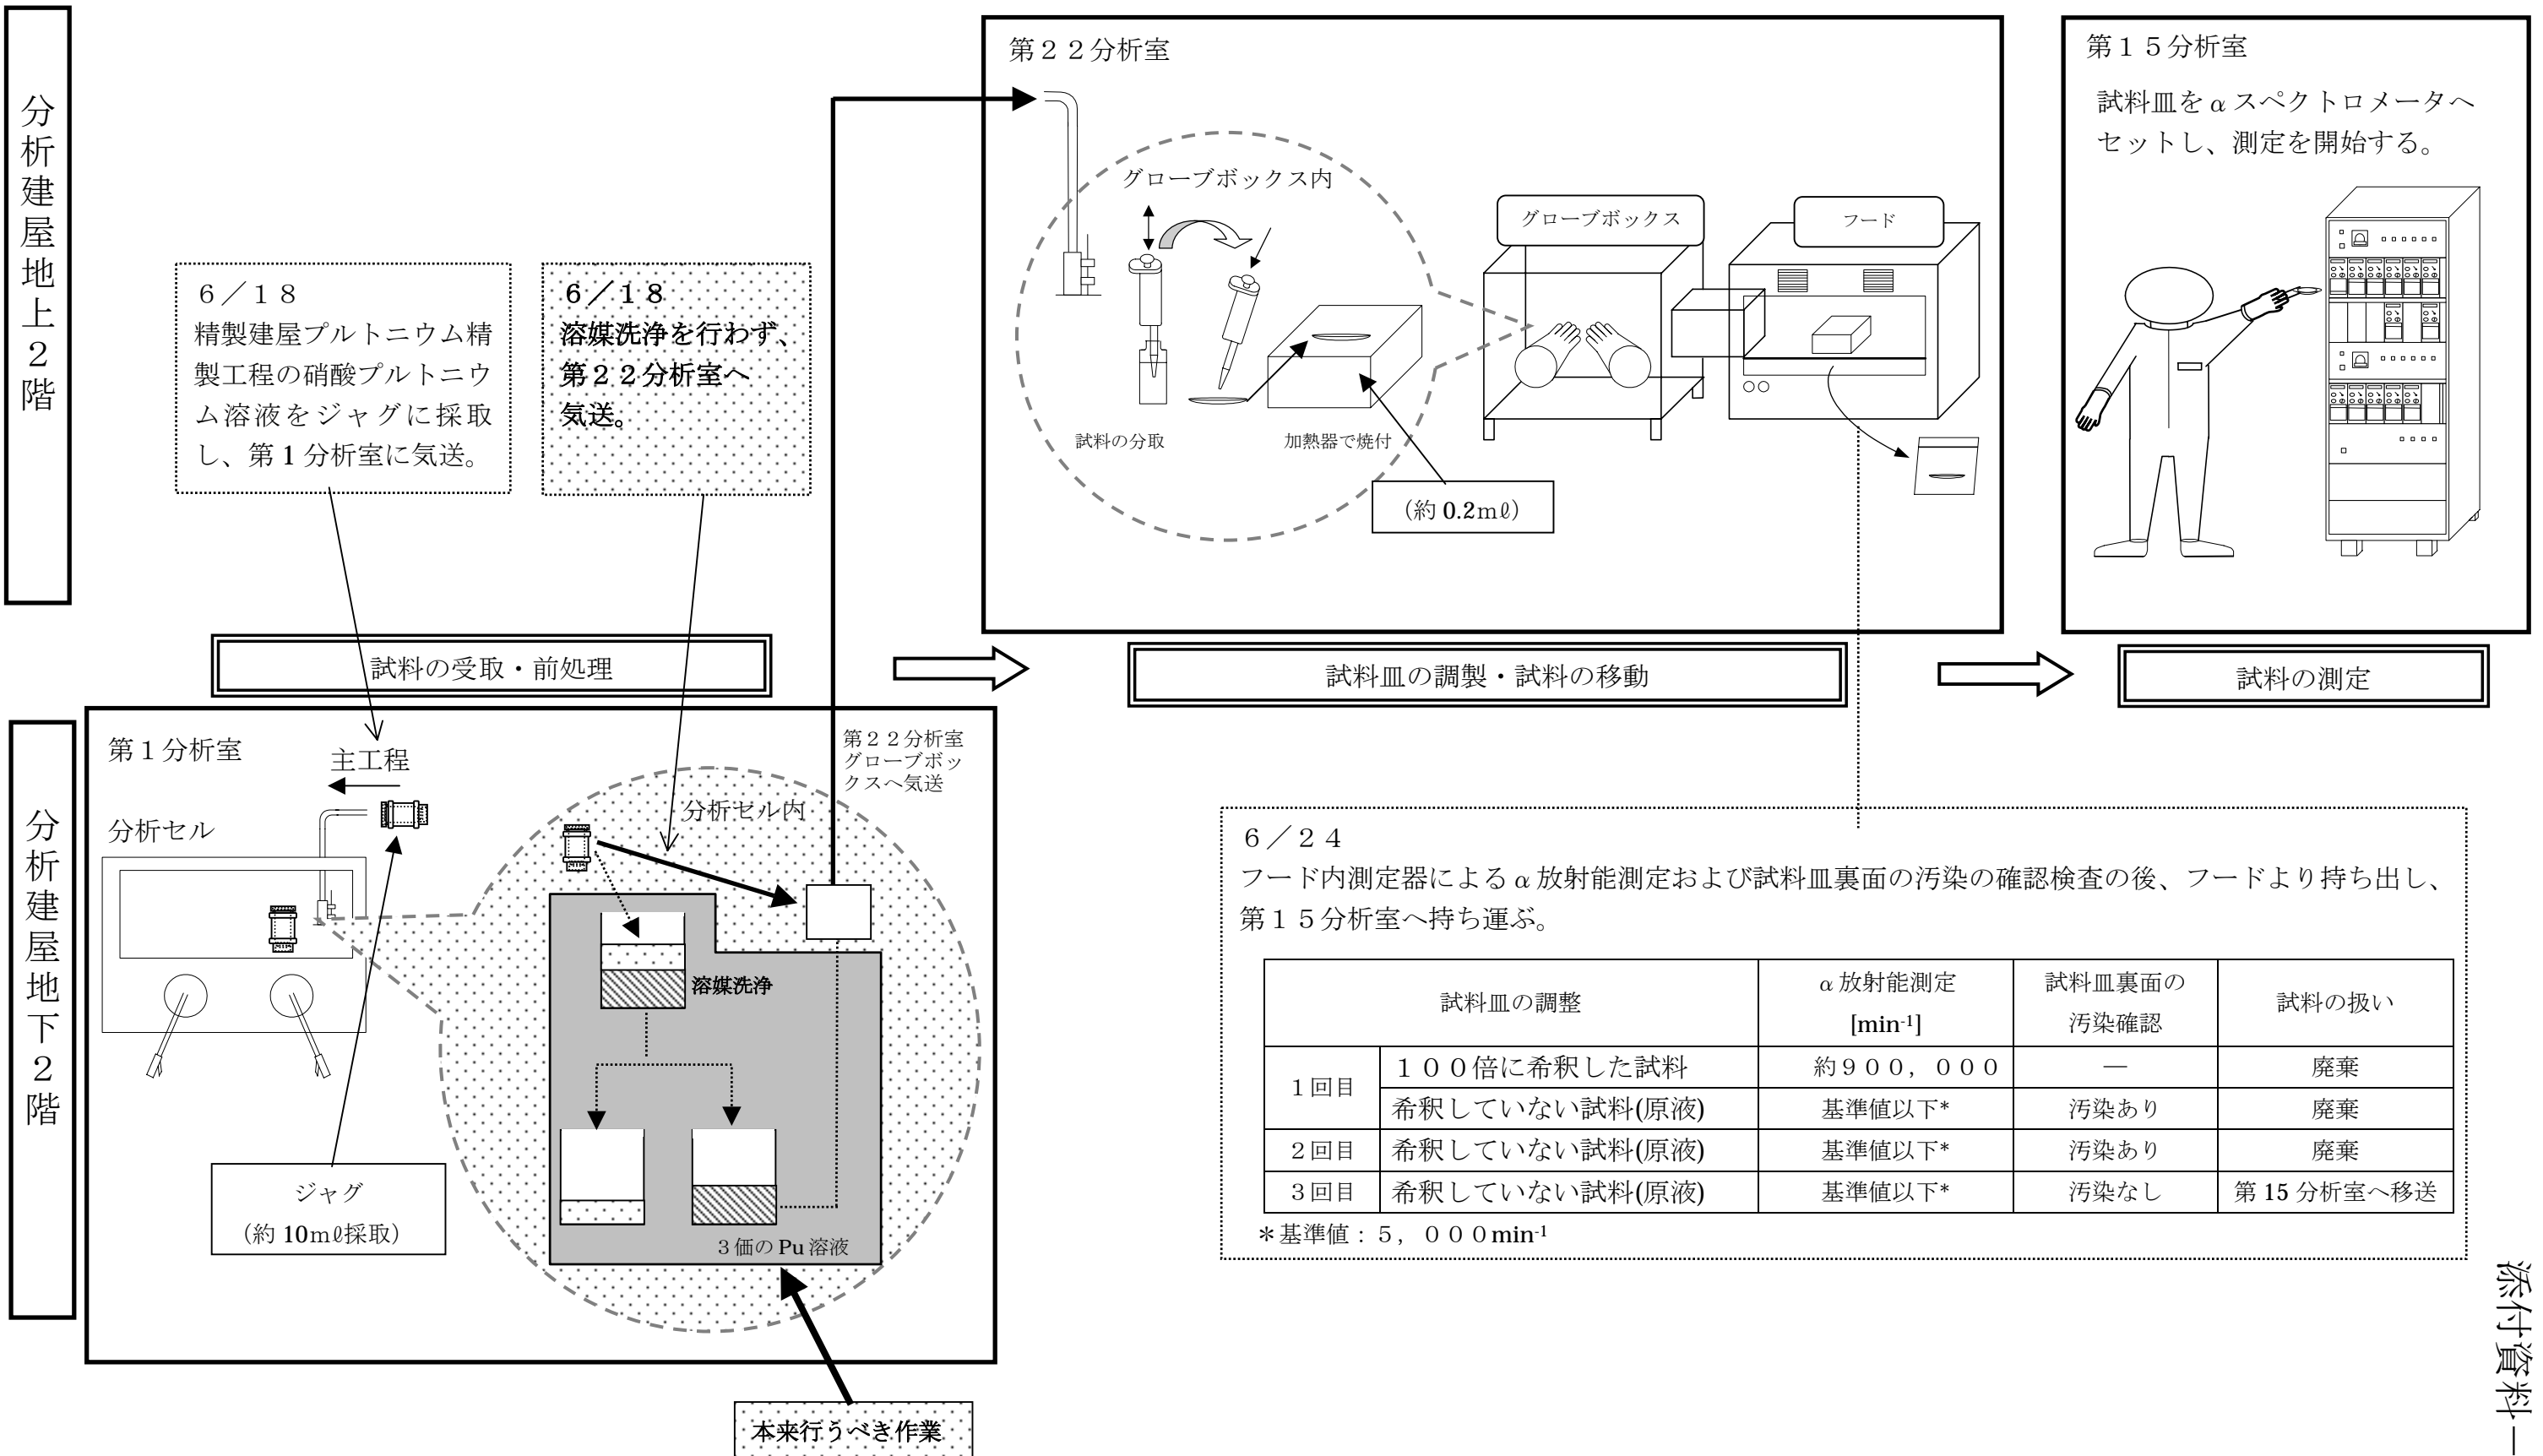 分析建屋地上2階
第22分析室
グローブボックス内
試料の分取
加熱器で焼付
(約 0.2mℓ)
グローブボックス
フード
第15分析室
試料皿をαスペクトロメータへ
セットし、測定を開始する。
6/18
精製建屋プルトニウム精
製工程の硝酸プルトニウ
ム溶液をジャグに採取
し、第1分析室に気送。
6/18
溶媒洗浄を行わず、
第22分析室へ
気送。
試料の受取・前処理
試料皿の調製・試料の移動
試料の測定
分析建屋地下2階
第1分析室
主工程
分析セル
第22分析室
グローブボッ
クスへ気送
分析セル内
溶媒洗浄
3価の Pu 溶液
ジャグ
(約 10mℓ採取)
本来行うべき作業
6/24
フード内測定器によるα放射能測定および試料皿裏面の汚染の確認検査の後、フードより持ち出し、
第15分析室へ持ち運ぶ。
試料皿の調整 α放射能測定 [min-1] 試料皿裏面の汚染確認 試料の扱い
1回目 100倍に希釈した試料 約900,000 ― 廃棄
希釈していない試料(原液) 基準値以下* 汚染あり 廃棄
2回目 希釈していない試料(原液) 基準値以下* 汚染あり 廃棄
3回目 希釈していない試料(原液) 基準値以下* 汚染なし 第 15 分析室へ移送
*基準値:5,000min-1
添付資料―